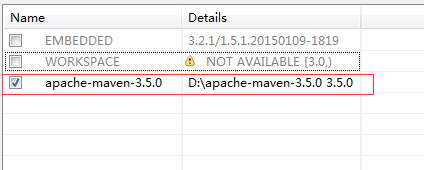 Name Details
EMBEDDED 3.2.1/1.5.1.20150109-1819
WORKSPACE NOT AVAILABLE [3.0,)
apache-maven-3.5.0 D:\apache-maven-3.5.0 3.5.0